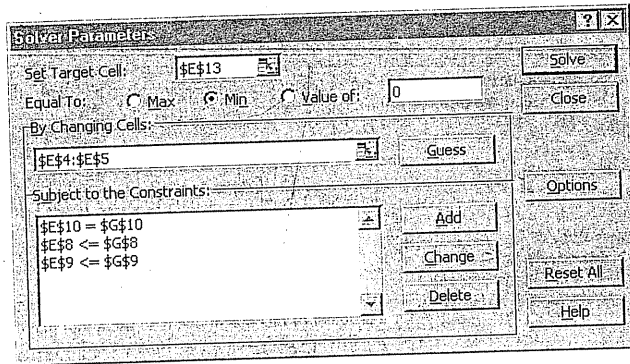 Solver Parameters
? X
Set Target Cell: $E$13
Solve
Equal To: Max Min Value of: 0
Close
By Changing Cells:
$E$4:$E$5
Guess
Subject to the Constraints:
Options
$E$10 = $G$10
$E$8 <= $G$8
$E$9 <= $G$9
Add
Change
Delete
Reset All
Help